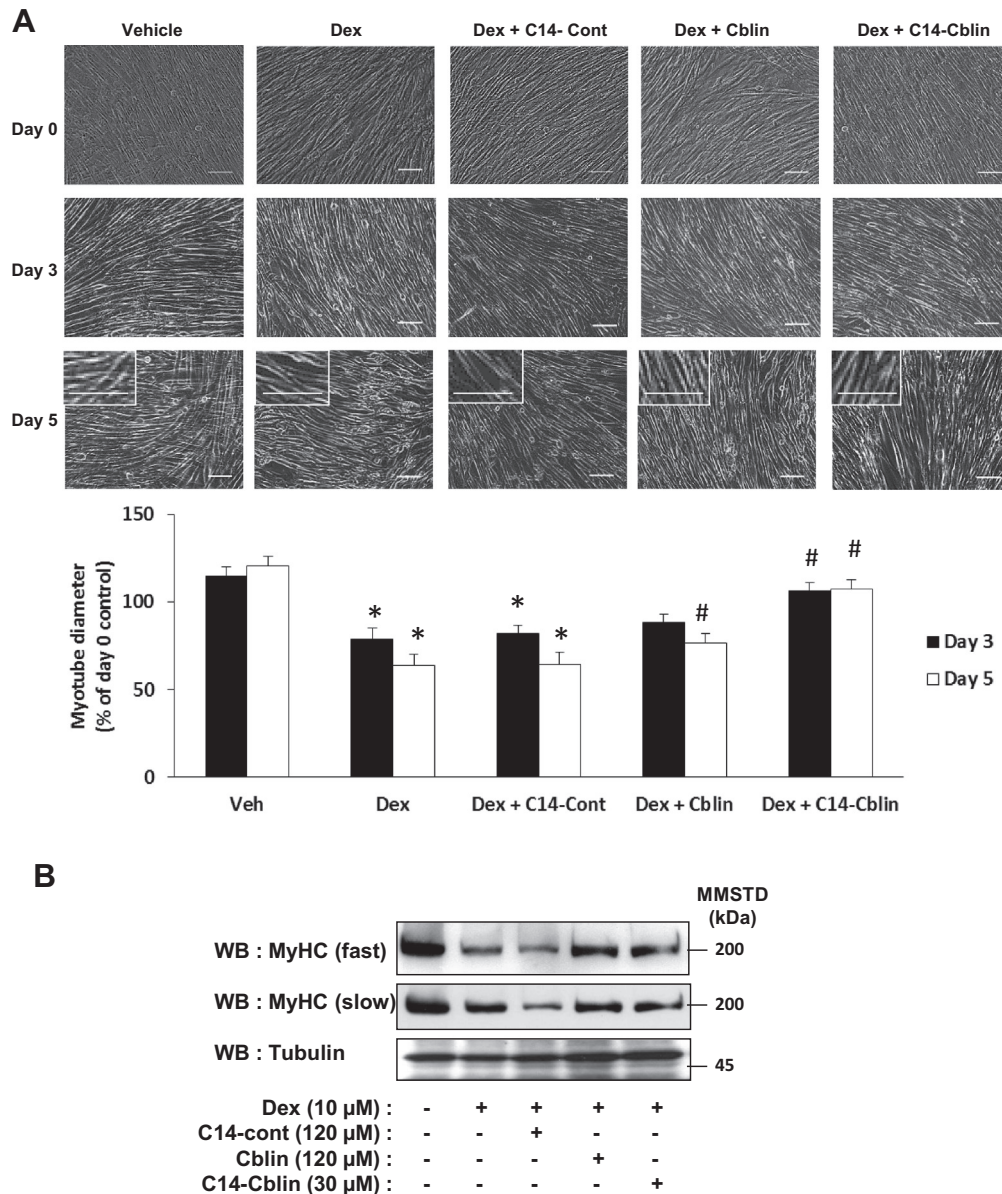 A
Vehicle Dex Dex + C14- Cont Dex + Cblin Dex + C14-Cblin
Day 0
Day 3
Day 5
150
100
50
0
Myotube diameter
(% of day 0 control)
* * * * # # #
Day 3
Day 5
Veh Dex Dex + C14-Cont Dex + Cblin Dex + C14-Cblin
B
MMSTD
(kDa)
WB : MyHC (fast) 200
WB : MyHC (slow) 200
WB : Tubulin 45
Dex (10 µM) : - + + + +
C14-cont (120 µM) : - - + - -
Cblin (120 µM) : - - - + -
C14-Cblin (30 µM) : - - - - +